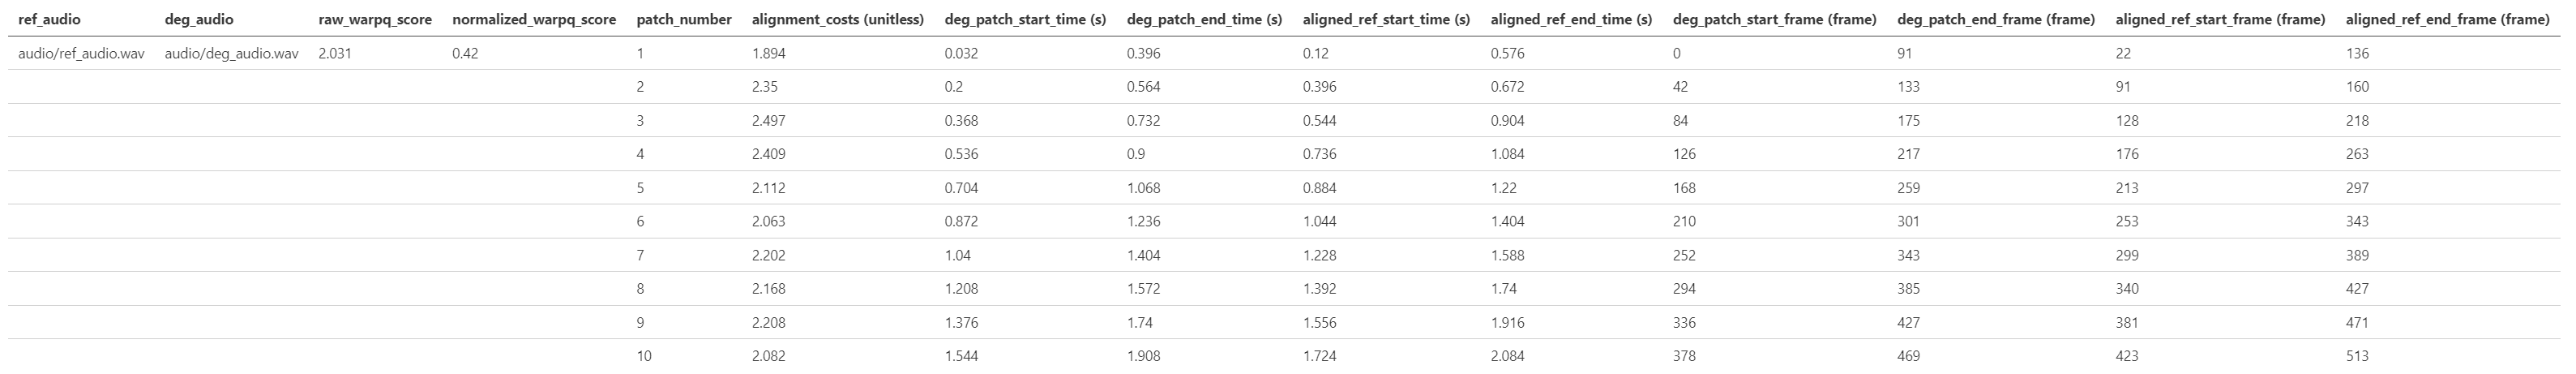 ref_audio deg_audio raw_warpq_score normalized_warpq_score patch_number alignment_costs (unitless) deg_patch_start_time (s) deg_patch_end_time (s) aligned_ref_start_time (s) aligned_ref_end_time (s) deg_patch_start_frame (frame) deg_patch_end_frame (frame) aligned_ref_start_frame (frame) aligned_ref_end_frame (frame)
audio/ref_audio.wav audio/deg_audio.wav 2.031 0.42 1 1.894 0.032 0.396 0.12 0.576 0 91 22 136
2 2.35 0.2 0.564 0.396 0.672 42 133 91 160
3 2.497 0.368 0.732 0.544 0.904 84 175 128 218
4 2.409 0.536 0.9 0.736 1.084 126 217 176 263
5 2.112 0.704 1.068 0.884 1.22 168 259 213 297
6 2.063 0.872 1.236 1.044 1.404 210 301 253 343
7 2.202 1.04 1.404 1.228 1.588 252 343 299 389
8 2.168 1.208 1.572 1.392 1.74 294 385 340 427
9 2.208 1.376 1.74 1.556 1.916 336 427 381 471
10 2.082 1.544 1.908 1.724 2.084 378 469 423 513